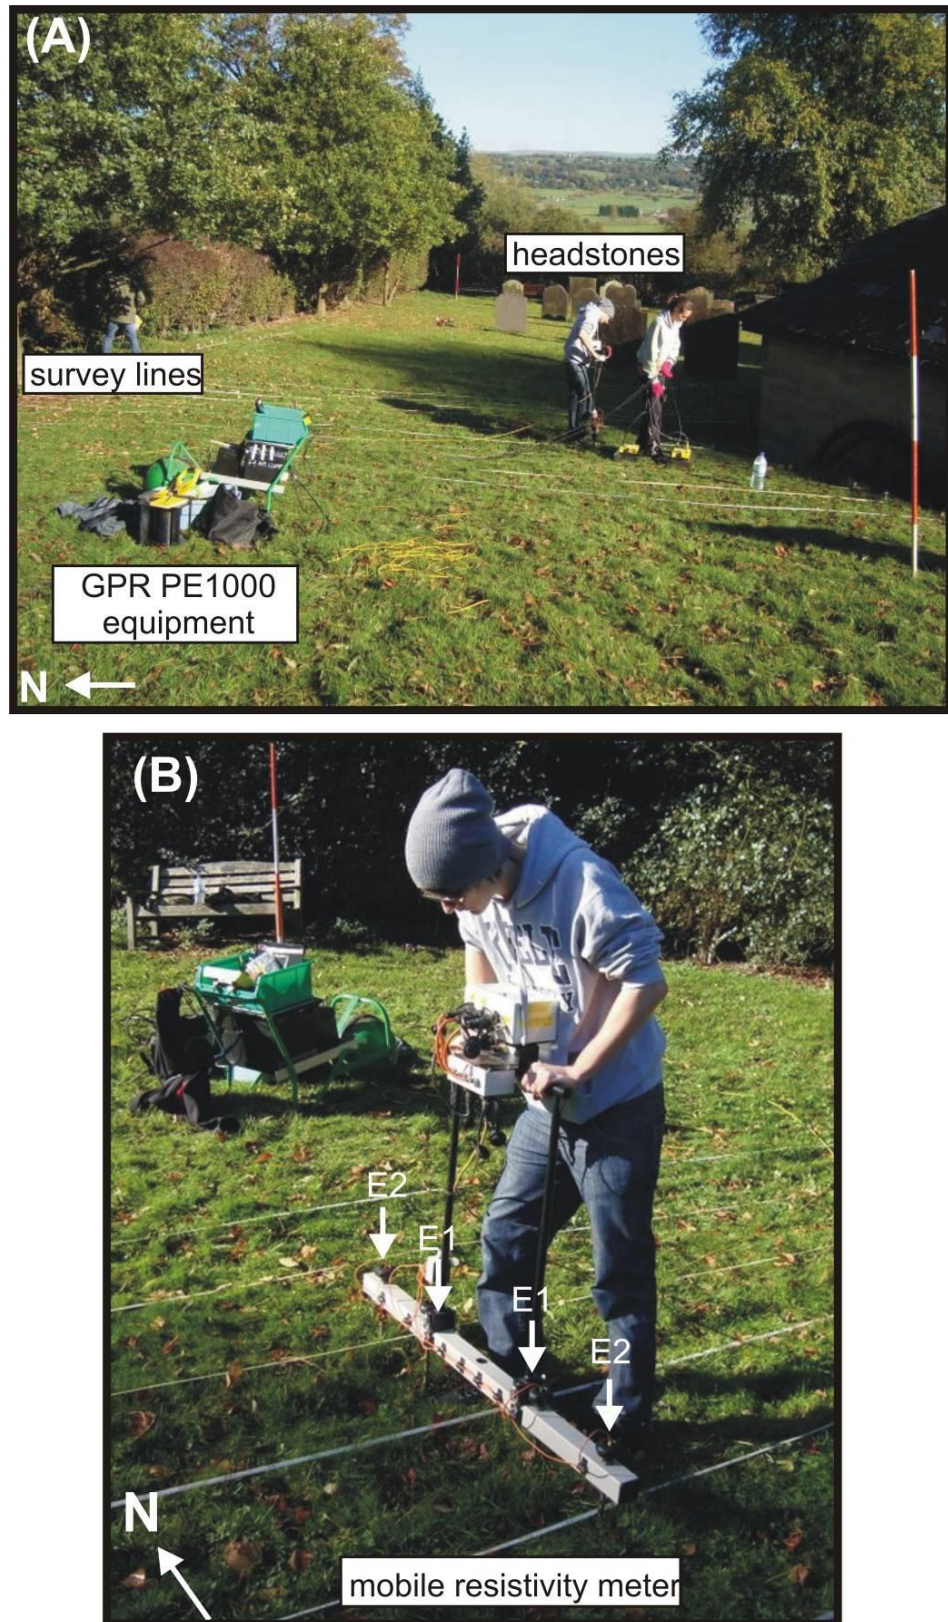 (A)
headstones
survey lines
GPR PE1000
equipment
N
(B)
E2
E1
E1
E2
N
mobile resistivity meter